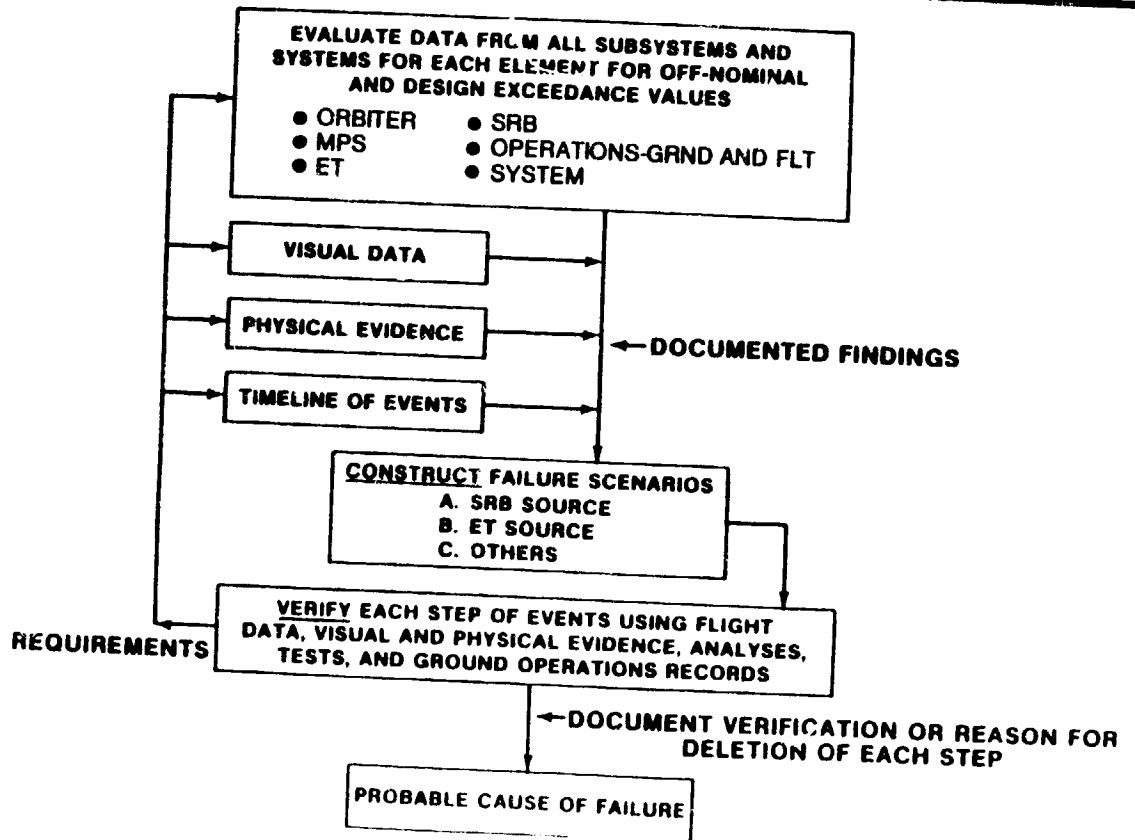 EVALUATE DATA FROM ALL SUBSYSTEMS AND
SYSTEMS FOR EACH ELEMENT FOR OFF-NOMINAL
AND DESIGN EXCEEDANCE VALUES
● ORBITER
● MPS
● ET
● SRB
● OPERATIONS-GRND AND FLT
● SYSTEM
VISUAL DATA
PHYSICAL EVIDENCE
DOCUMENTED FINDINGS
TIMELINE OF EVENTS
CONSTRUCT FAILURE SCENARIOS
A. SRB SOURCE
B. ET SOURCE
C. OTHERS
VERIFY EACH STEP OF EVENTS USING FLIGHT
DATA, VISUAL AND PHYSICAL EVIDENCE, ANALYSES,
TESTS, AND GROUND OPERATIONS RECORDS
REQUIREMENTS
DOCUMENT VERIFICATION OR REASON FOR
DELETION OF EACH STEP
PROBABLE CAUSE OF FAILURE